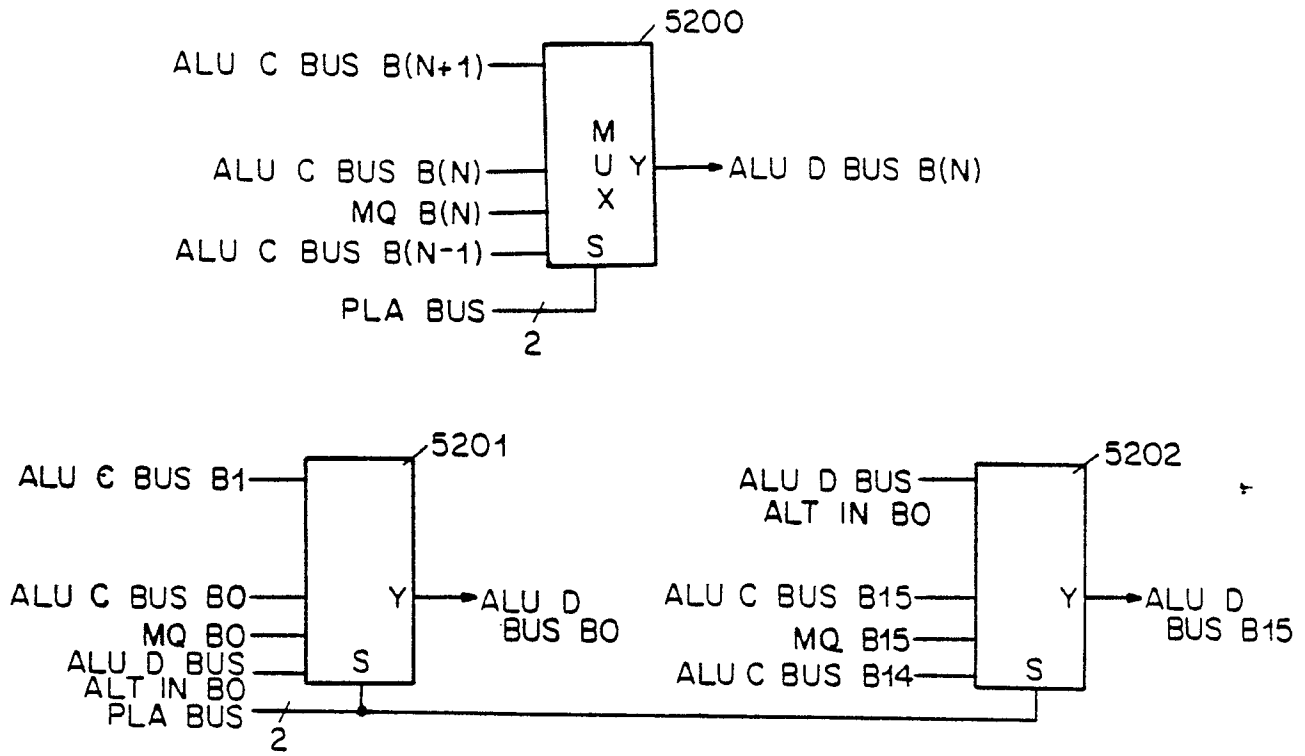 5200
ALU C BUS B(N+1)
M
U
X
ALU C BUS B(N)
Y
ALU D BUS B(N)
MQ B(N)
ALU C BUS B(N-1)
S
PLA BUS
2
5201
ALU C BUS B1
ALU C BUS B0
Y
ALU D
BUS B0
MQ B0
ALU D BUS
ALT IN B0
S
PLA BUS
2
5202
ALU D BUS
ALT IN B0
ALU C BUS B15
Y
ALU D
BUS B15
MQ B15
ALU C BUS B14
S